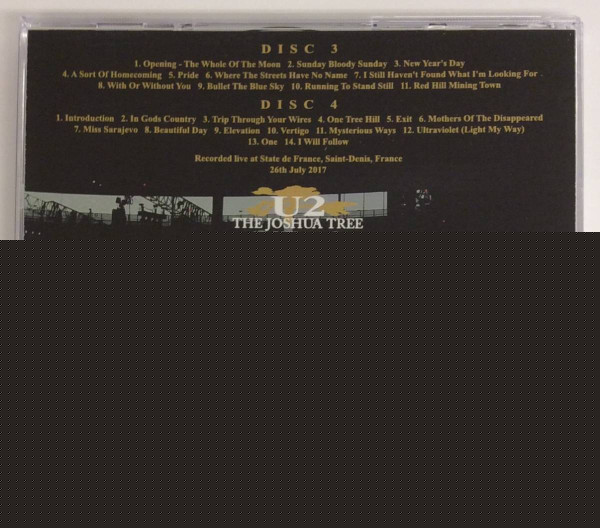 DISC 3
1. Opening - The Whole Of The Moon 2. Sunday Bloody Sunday 3. New Year's Day
4. A Sort Of Homecoming 5. Pride 6. Where The Streets Have No Name 7. I Still Haven't Found What I'm Looking For
8. With Or Without You 9. Bullet The Blue Sky 10. Running To Stand Still 11. Red Hill Mining Town
DISC 4
1. Introduction 2. In Gods Country 3. Trip Through Your Wires 4. One Tree Hill 5. Exit 6. Mothers Of The Disappeared
7. Miss Sarajevo 8. Beautiful Day 9. Elevation 10. Vertigo 11. Mysterious Ways 12. Ultraviolet (Light My Way)
13. One 14. I Will Follow
Recorded live at State de France, Saint-Denis, France
26th July 2017
U2
THE JOSHUA TREE